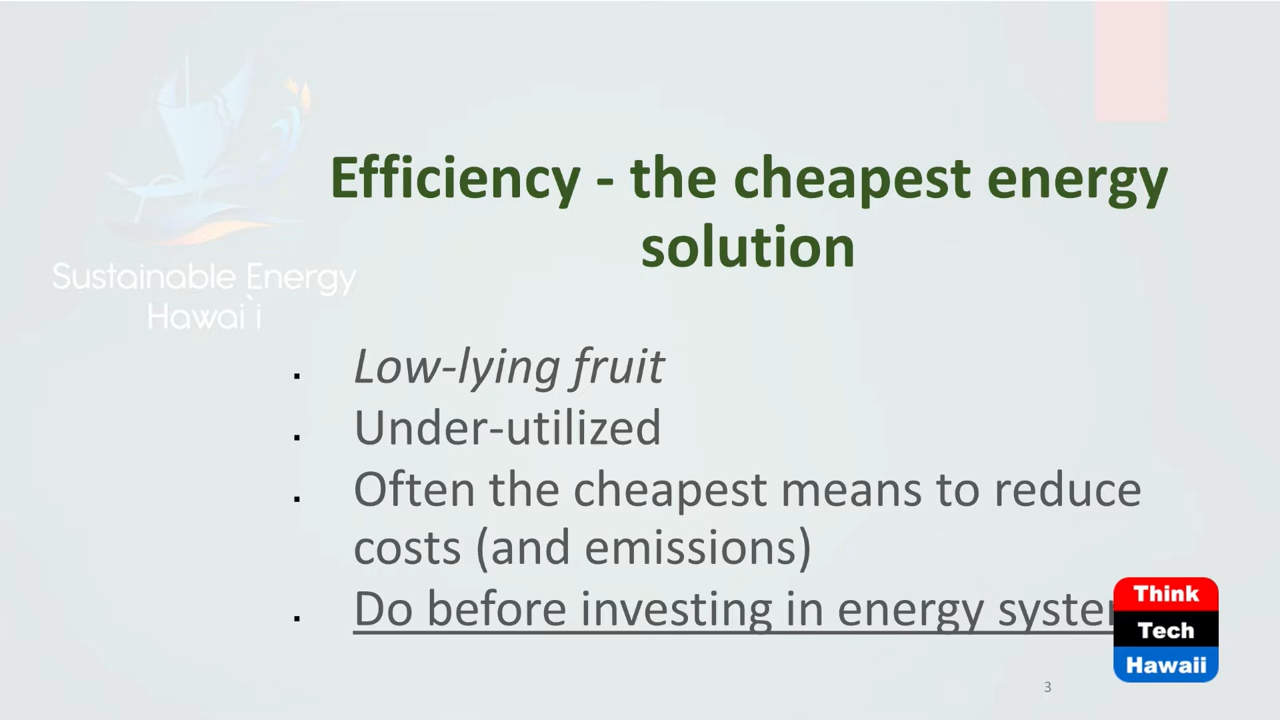 Efficiency - the cheapest energy
solution
Sustainable Energy
Hawai`i
Low-lying fruit
Under-utilized
Often the cheapest means to reduce
costs (and emissions)
Do before investing in energy
Think
Tech
Hawaii
3